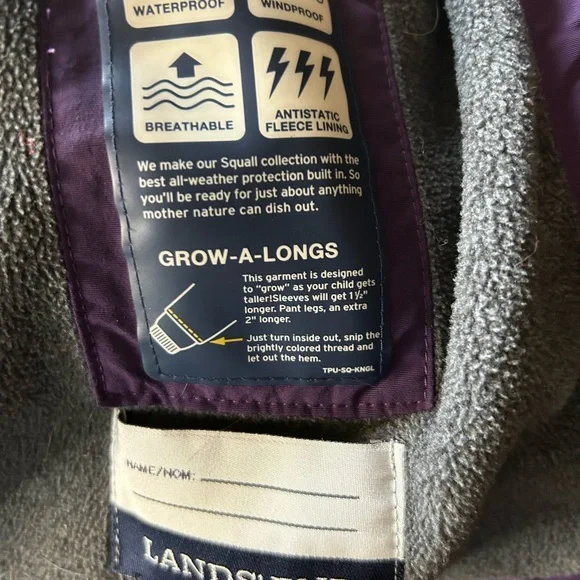 WATERPROOF
WINDPROOF
BREATHABLE
ANTISTATIC
FLEECE LINING
We make our Squall collection with the
best all-weather protection built in. So
you'll be ready for just about anything
mother nature can dish out.
GROW-A-LONGS
This garment is designed
to "grow" as your child gets
taller!Sleeves will get 1½"
longer. Pant legs, an extra
2" longer.
Just turn inside out, snip the
brightly colored thread and
let out the hem.
TPU-SQ-KNGL
NAME/NOM:
LANDS'